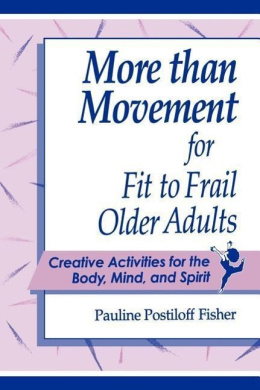 More than
Movement
for
Fit to Frail
Older Adults
Creative Activities for the
Body, Mind, and Spirit
Pauline Postiloff Fisher